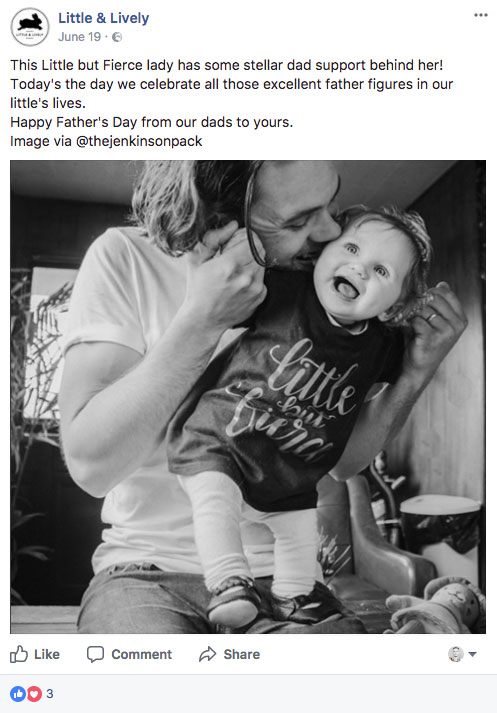 Little & Lively
June 19
This Little but Fierce lady has some stellar dad support behind her!
Today's the day we celebrate all those excellent father figures in our
little's lives.
Happy Father's Day from our dads to yours.
Image via @thejenkinsonpack
little
but
fierce
Like Comment Share
3